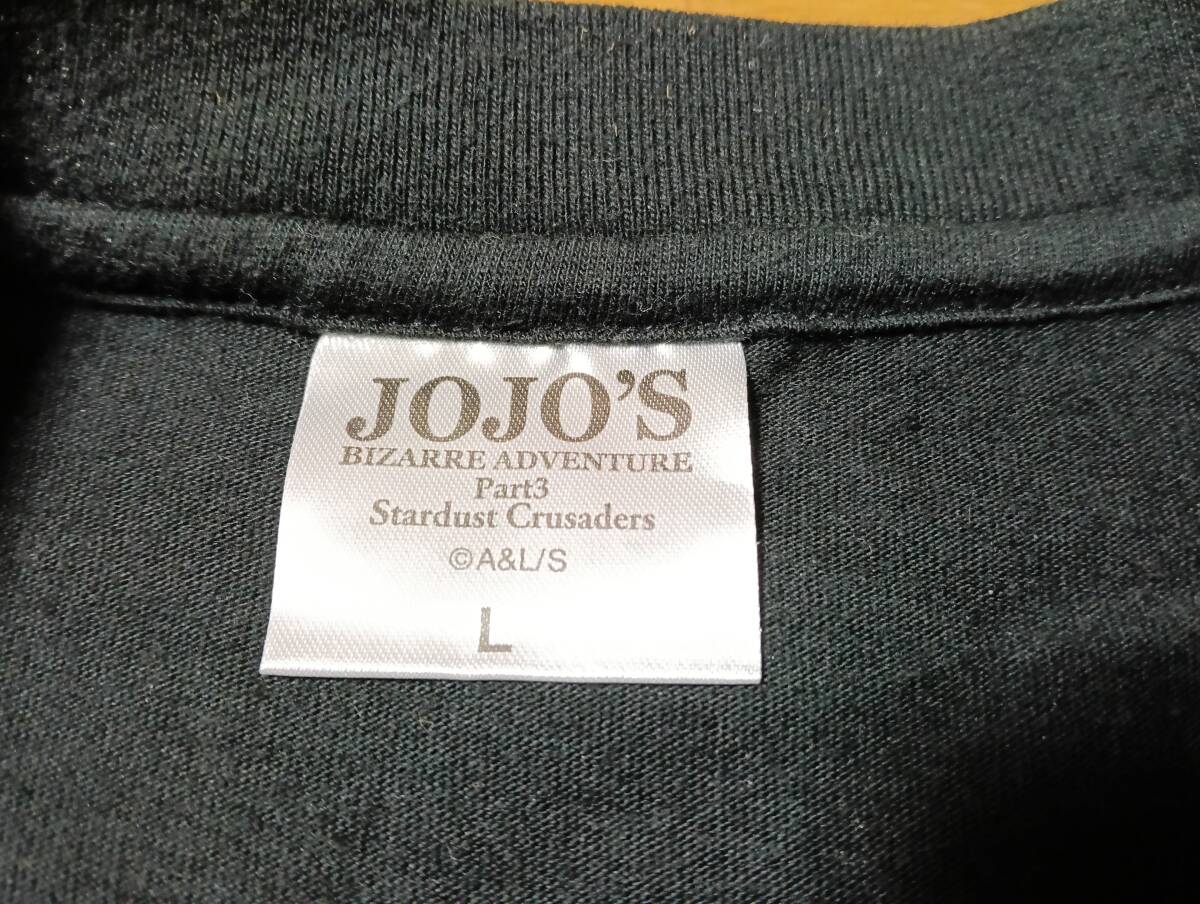 JOJO'S
BIZARRE ADVENTURE
Part3
Stardust Crusaders
©A&L/S
L